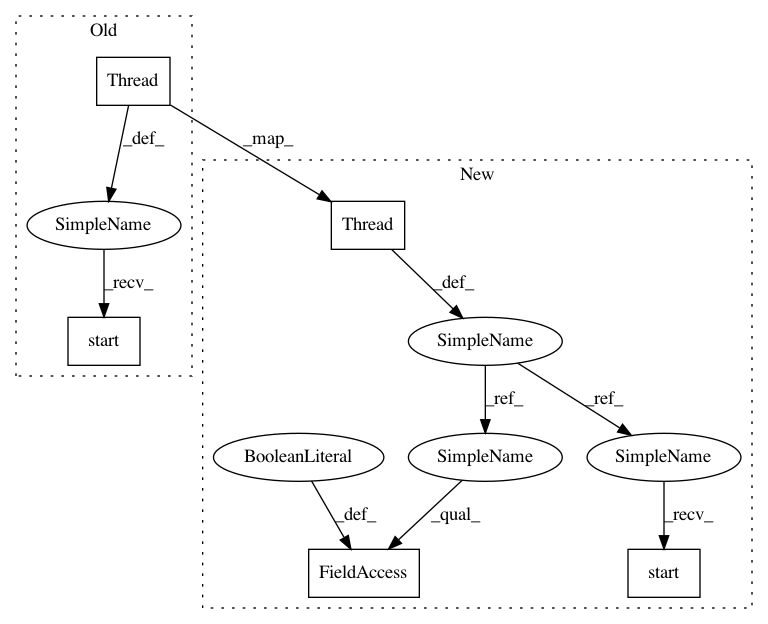 Old
Thread
_def_
_map_
New
SimpleName
Thread
_recv_
_def_
start
SimpleName
_ref_
_ref_
BooleanLiteral
SimpleName
SimpleName
_def_
_qual_
_recv_
FieldAccess
start